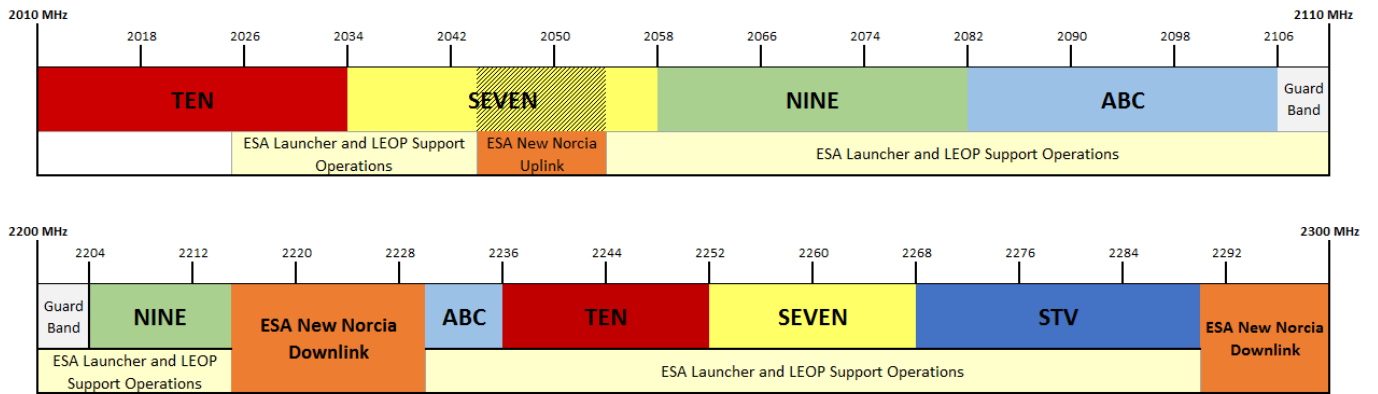 2010 MHz
2110 MHz
2018 2026 2034 2042 2050 2058 2066 2074 2082 2090 2098 2106
TEN SEVEN NINE ABC Guard
Band
ESA Launcher and LEOP Support
Operations
ESA New Norcia
Uplink
ESA Launcher and LEOP Support Operations
2200 MHz
2300 MHz
2204 2212 2220 2228 2236 2244 2252 2260 2268 2276 2284 2292
Guard
Band
NINE
ESA New Norcia
Downlink
ABC TEN SEVEN STV
ESA New Norcia
Downlink
ESA Launcher and LEOP
Support Operations
ESA Launcher and LEOP Support Operations